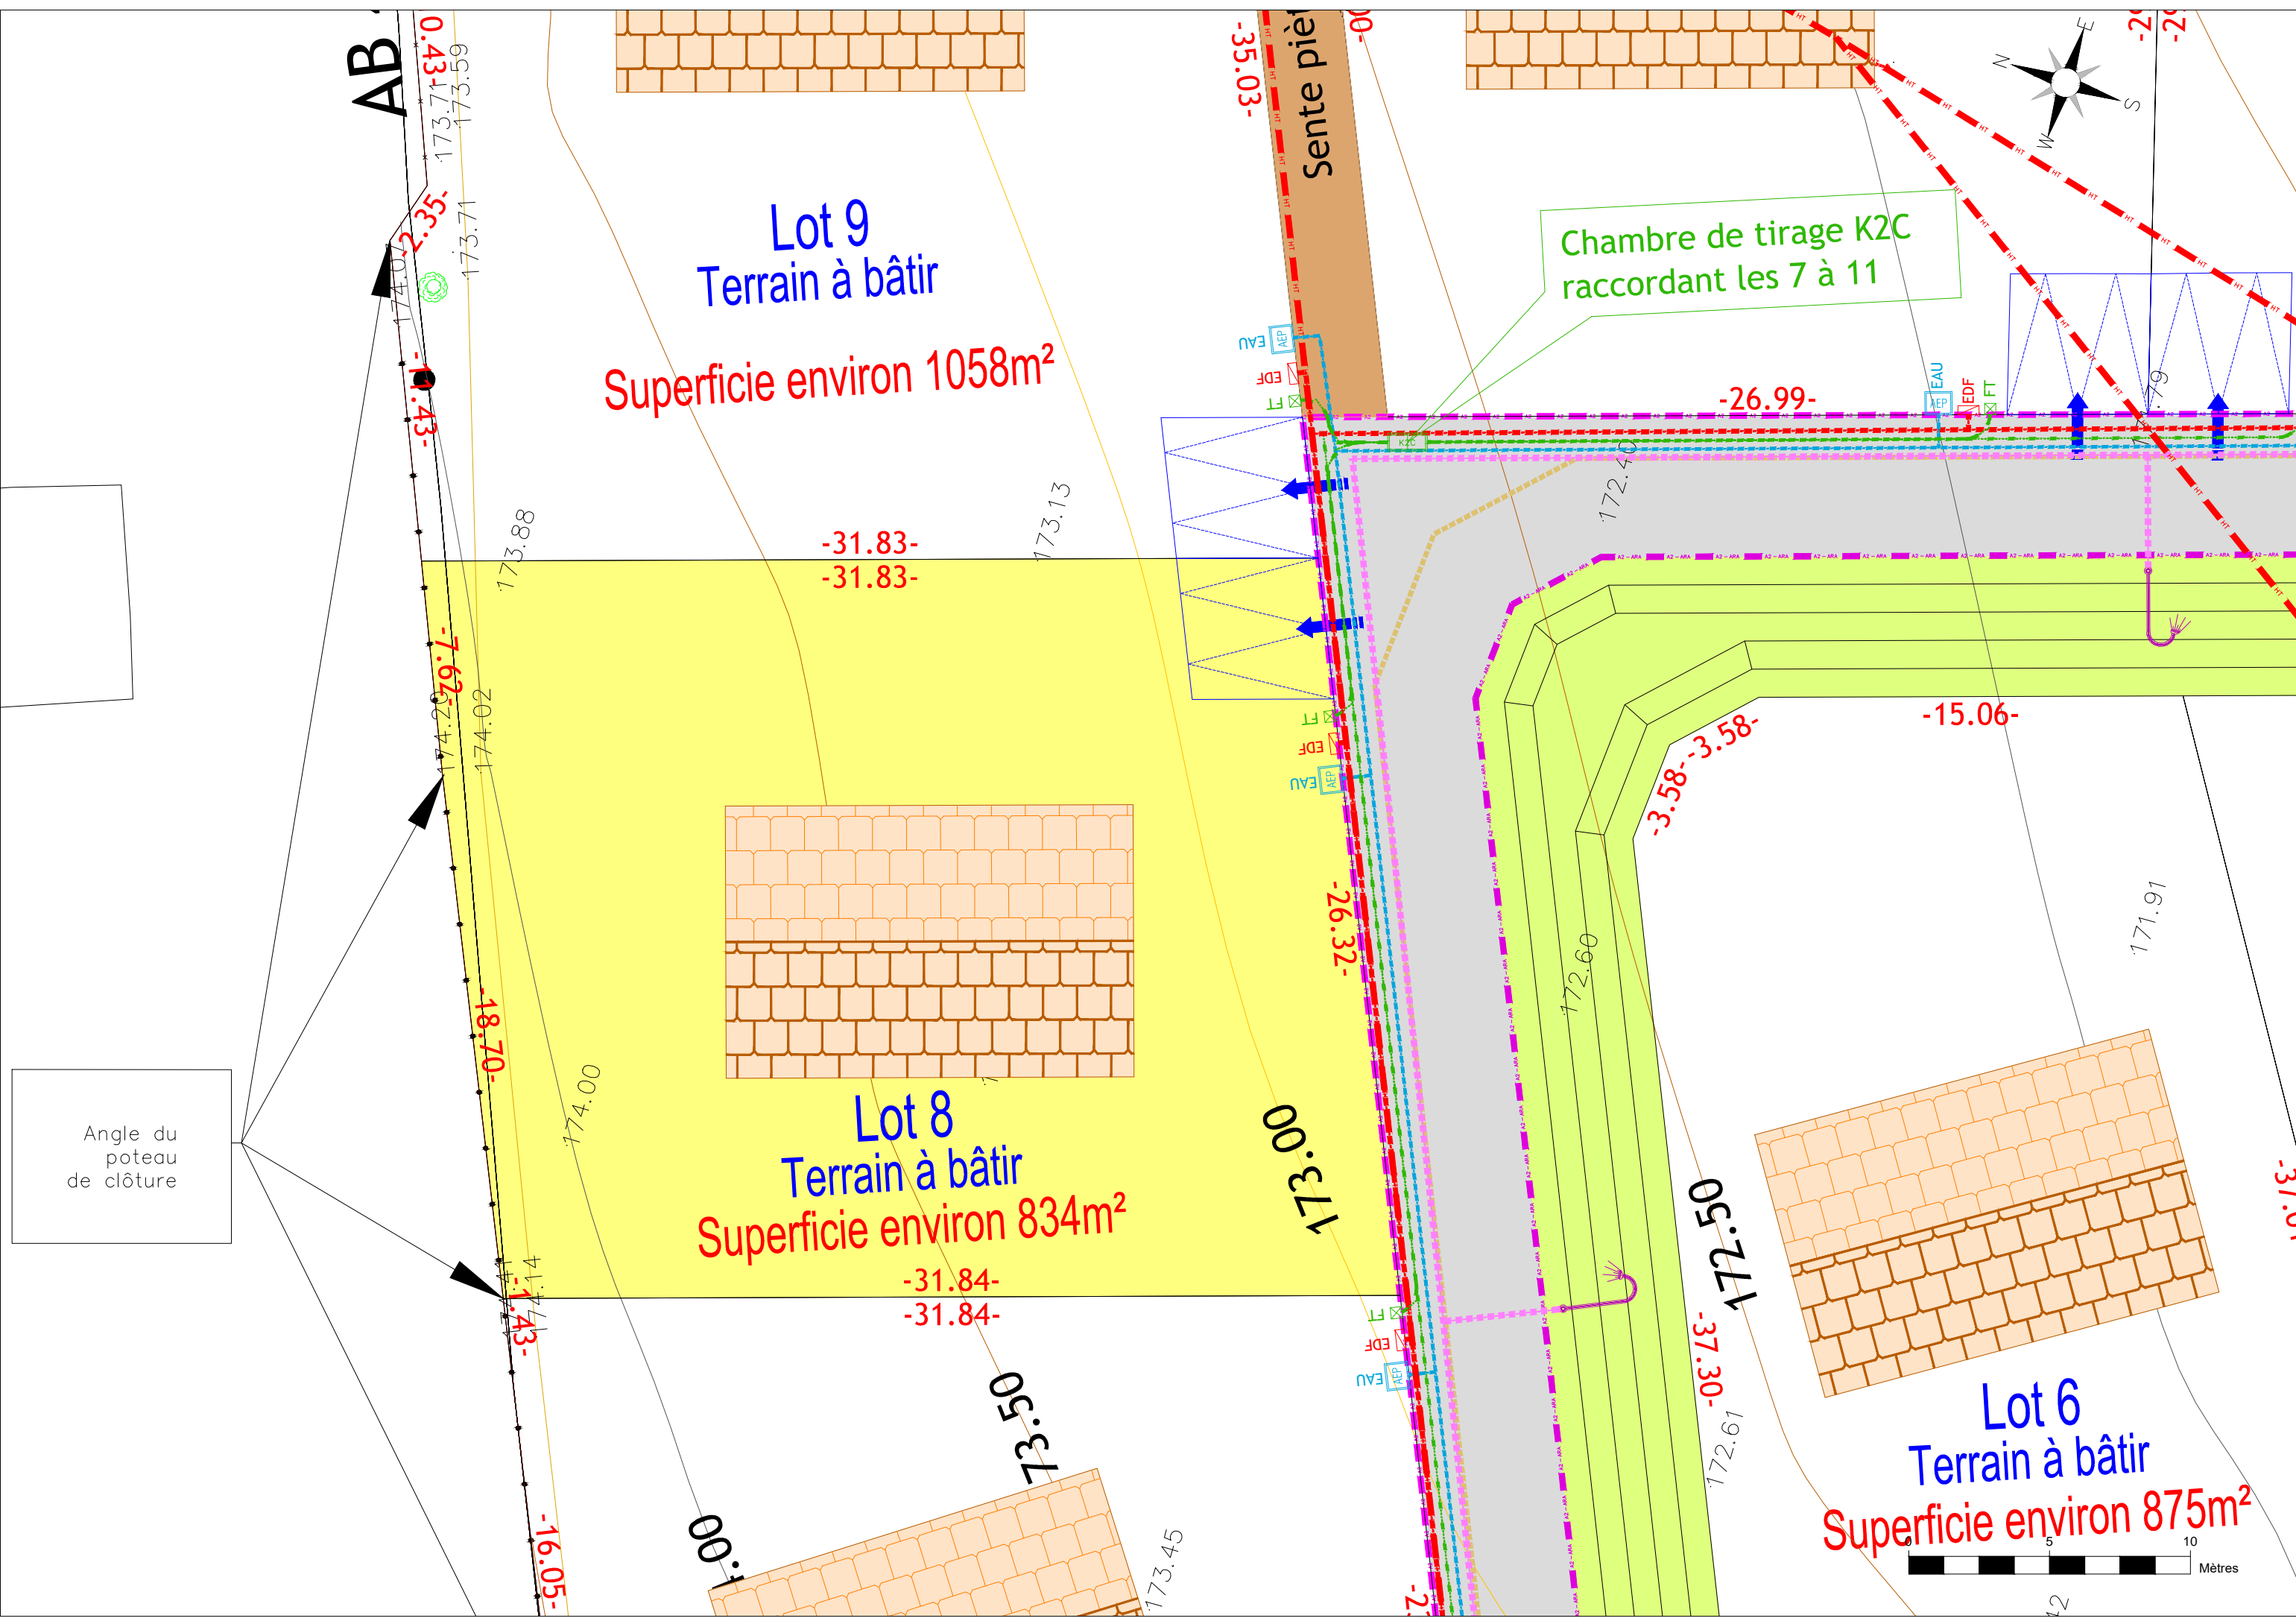 AB
0.43-
173.71
173.59
-35.03-
Sente piè
00-
N
E
S
W
-2.35-
173.71
174.07
Lot 9
Terrain à bâtir
Superficie environ 1058m²
Chambre de tirage K2C
raccordant les 7 à 11
EAU
AEP
EDF
FT
K2C
-26.99-
EAU
AEP
EDF
FT
-11.43-
173.88
-31.83-
-31.83-
173.13
172.40
-7.62-
174.02
FT
EDF
EAU
AEP
-15.06-
-3.58-
-3.58-
-26.32-
171.91
172.60
-18.70-
174.00
Angle du
poteau
de clôture
Lot 8
Terrain à bâtir
Superficie environ 834m²
173.00
172.50
-31.84-
-31.84-
174.14
-1.43-
FT
EDF
EAU
AEP
-37.30-
73.50
172.61
Lot 6
Terrain à bâtir
Superficie environ 875m²
0 5 10
Mètres
.00
-16.05-
173.45